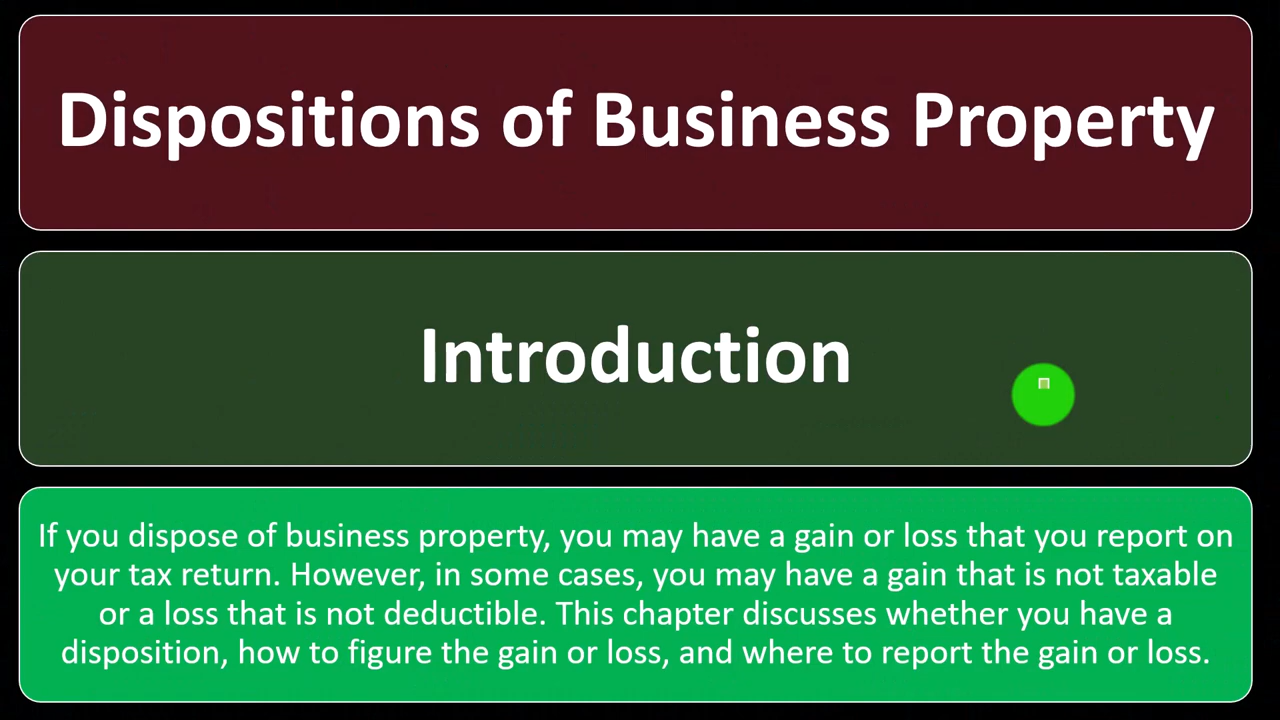 Dispositions of Business Property
Introduction
If you dispose of business property, you may have a gain or loss that you report on
your tax return. However, in some cases, you may have a gain that is not taxable
or a loss that is not deductible. This chapter discusses whether you have a
disposition, how to figure the gain or loss, and where to report the gain or loss.